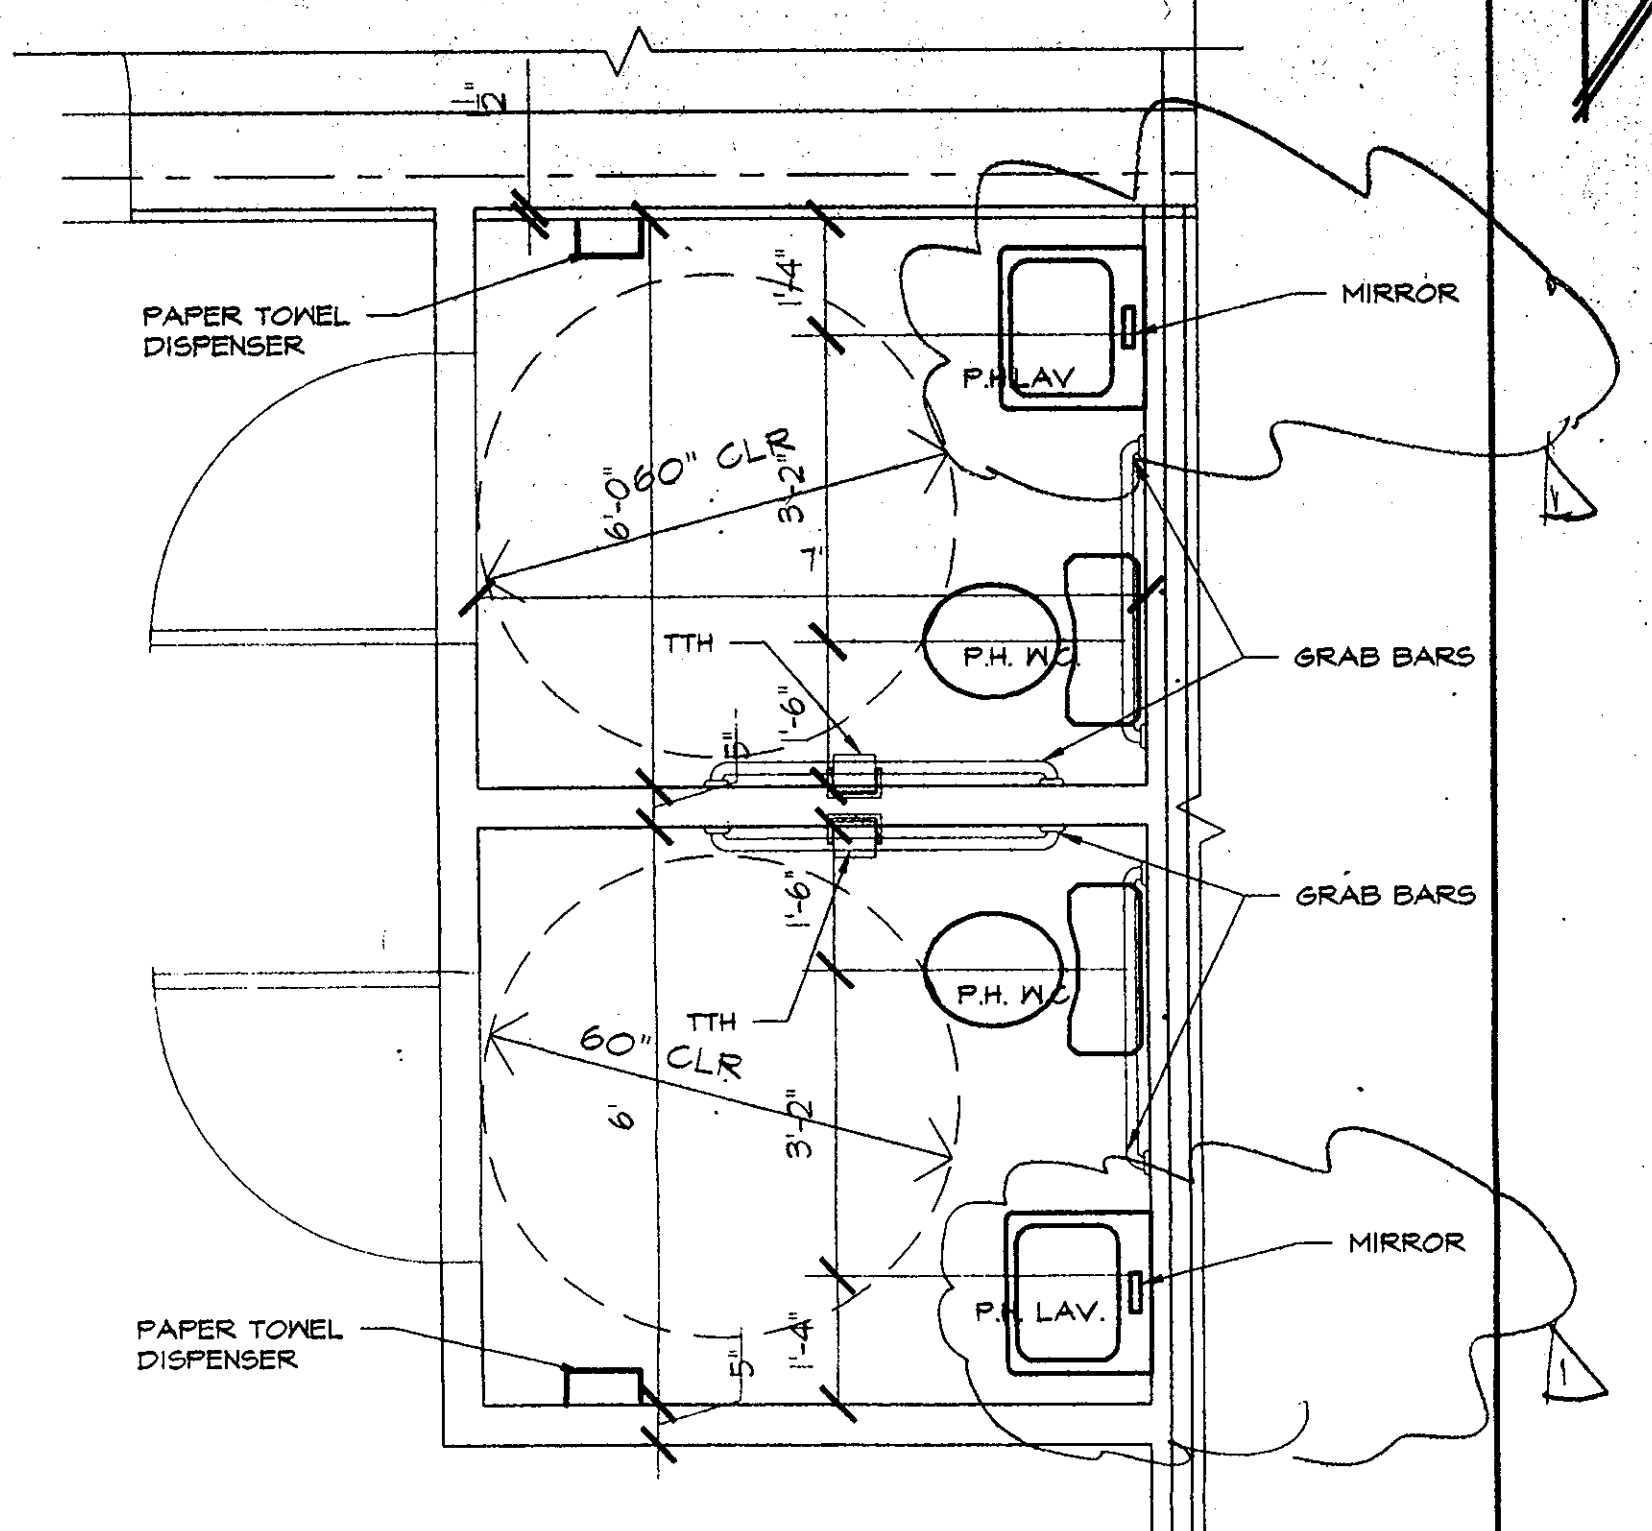 1"
2
PAPER TOWEL
DISPENSER
1'-4"
MIRROR
P.H. LAV
60" CLR
6'-0"
3'-2"
7'
1
TTH
P.H. W.C.
GRAB BARS
1'-6"
5"
1'-6"
GRAB BARS
P.H. W.C.
TTH
60" CLR
6'
3'-2"
MIRROR
P.H. LAV.
PAPER TOWEL
DISPENSER
5"
1'-4"
1